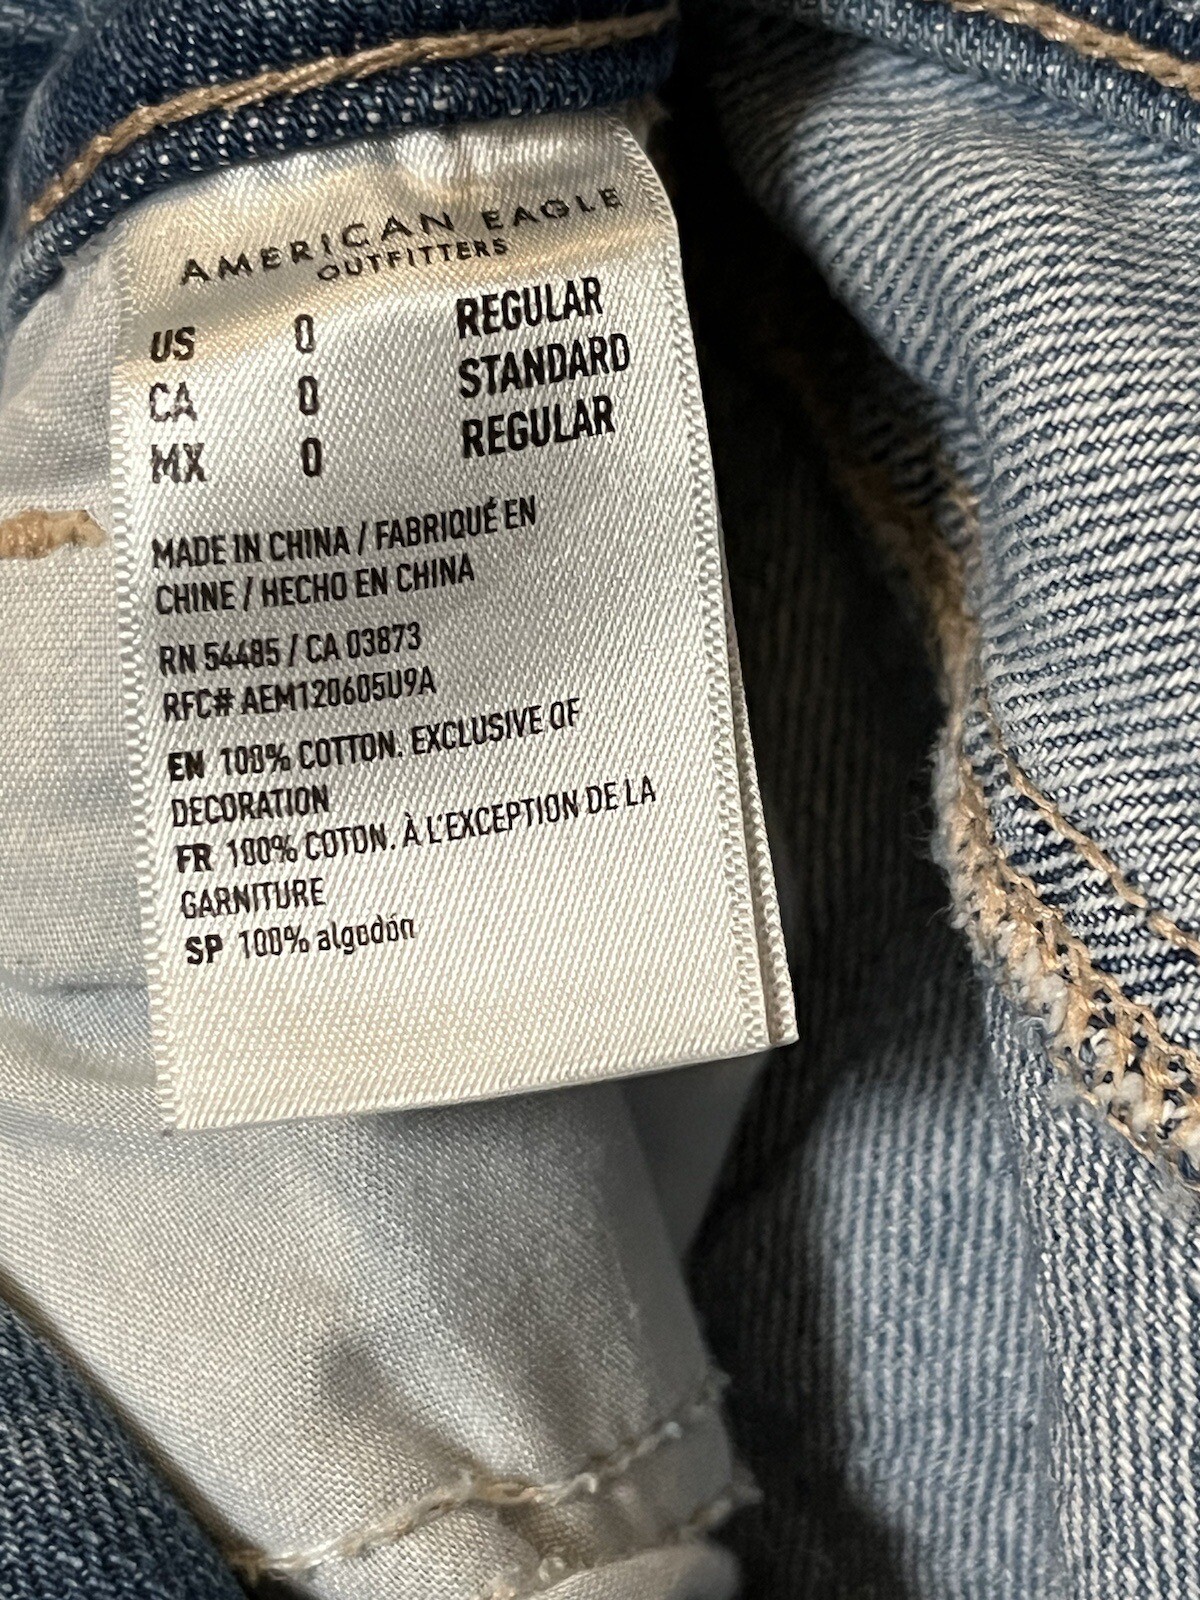 AMERICAN EAGLE
OUTFITTERS
US 0 REGULAR
CA 0 STANDARD
MX 0 REGULAR
MADE IN CHINA / FABRIQUÉ EN
CHINE / HECHO EN CHINA
RN 54485 / CA 03873
RFC# AEM120605U9A
EN 100% COTTON. EXCLUSIVE OF
DECORATION
FR 100% COTON. À L'EXCEPTION DE LA
GARNITURE
SP 100% algodón